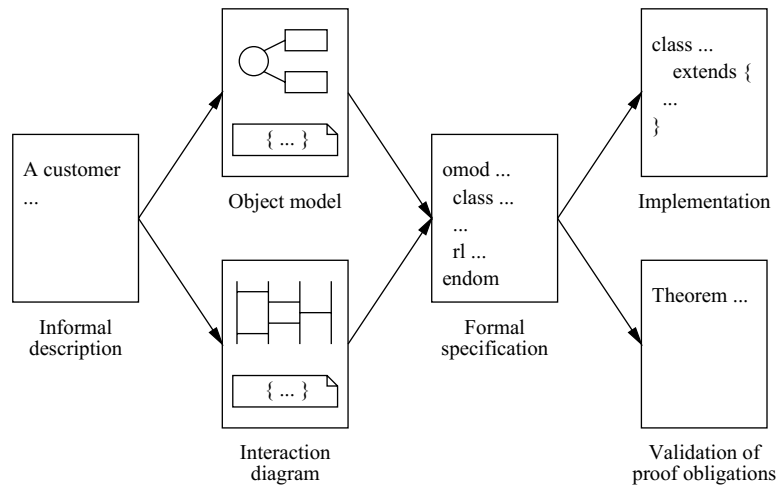 A customer
...
Informal
description
{ ... }
Object model
{ ... }
Interaction
diagram
omod ...
class ...
...
rl ...
endom
Formal
specification
class ...
extends {
...
}
Implementation
Theorem ...
Validation of
proof obligations